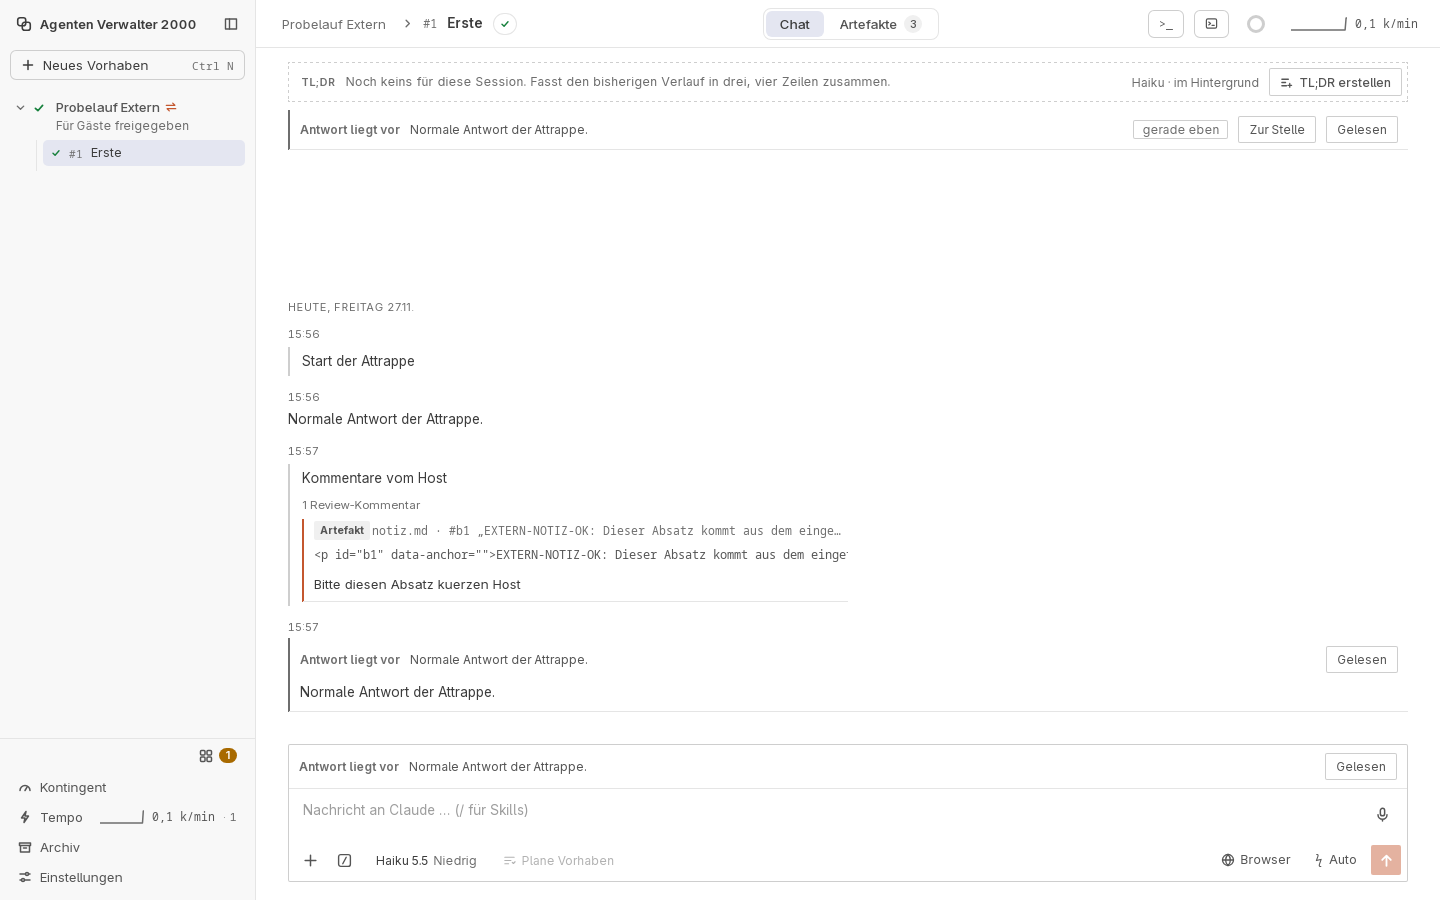 Agenten Verwalter 2000
Neues Vorhaben Ctrl N
Probelauf Extern
Für Gäste freigegeben
#1 Erste
1
Kontingent
Tempo 0,1 k/min · 1
Archiv
Einstellungen
Probelauf Extern > #1 Erste
Chat Artefakte 3
>_ 0,1 k/min
TL;DR Noch keins für diese Session. Fasst den bisherigen Verlauf in drei, vier Zeilen zusammen. Haiku · im Hintergrund TL;DR erstellen
Antwort liegt vor Normale Antwort der Attrappe. gerade eben Zur Stelle Gelesen
HEUTE, FREITAG 27.11.
15:56
Start der Attrappe
15:56
Normale Antwort der Attrappe.
15:57
Kommentare vom Host
1 Review-Kommentar
Artefakt notiz.md · #b1 „EXTERN-NOTIZ-OK: Dieser Absatz kommt aus dem einge…
<p id="b1" data-anchor="">EXTERN-NOTIZ-OK: Dieser Absatz kommt aus dem einge
Bitte diesen Absatz kuerzen Host
15:57
Antwort liegt vor Normale Antwort der Attrappe. Gelesen
Normale Antwort der Attrappe.
Antwort liegt vor Normale Antwort der Attrappe. Gelesen
Nachricht an Claude … (/ für Skills)
Haiku 5.5 Niedrig Plane Vorhaben Browser Auto